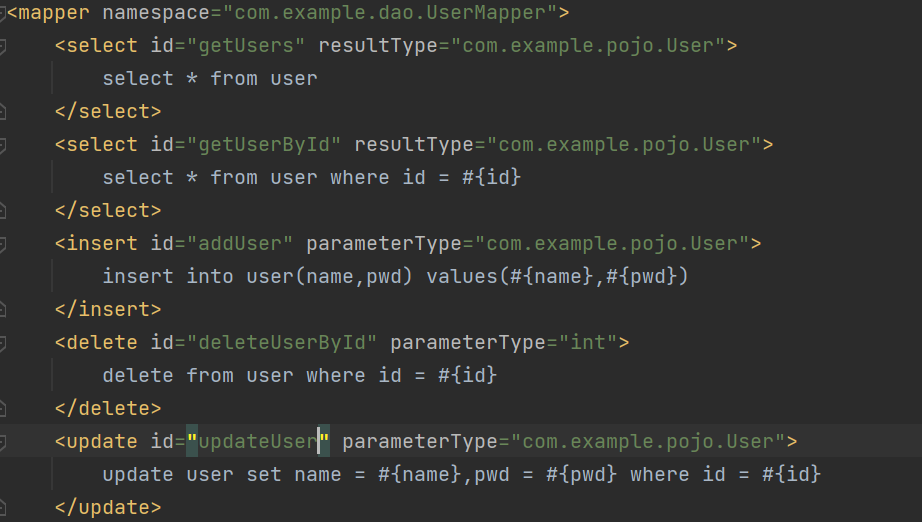 <mapper namespace="com.example.dao.UserMapper">
    <select id="getUsers" resultType="com.example.pojo.User">
        select * from user
    </select>
    <select id="getUserById" resultType="com.example.pojo.User">
        select * from user where id = #{id}
    </select>
    <insert id="addUser" parameterType="com.example.pojo.User">
        insert into user(name,pwd) values(#{name},#{pwd})
    </insert>
    <delete id="deleteUserById" parameterType="int">
        delete from user where id = #{id}
    </delete>
    <update id="updateUser" parameterType="com.example.pojo.User">
        update user set name = #{name},pwd = #{pwd} where id = #{id}
    </update>